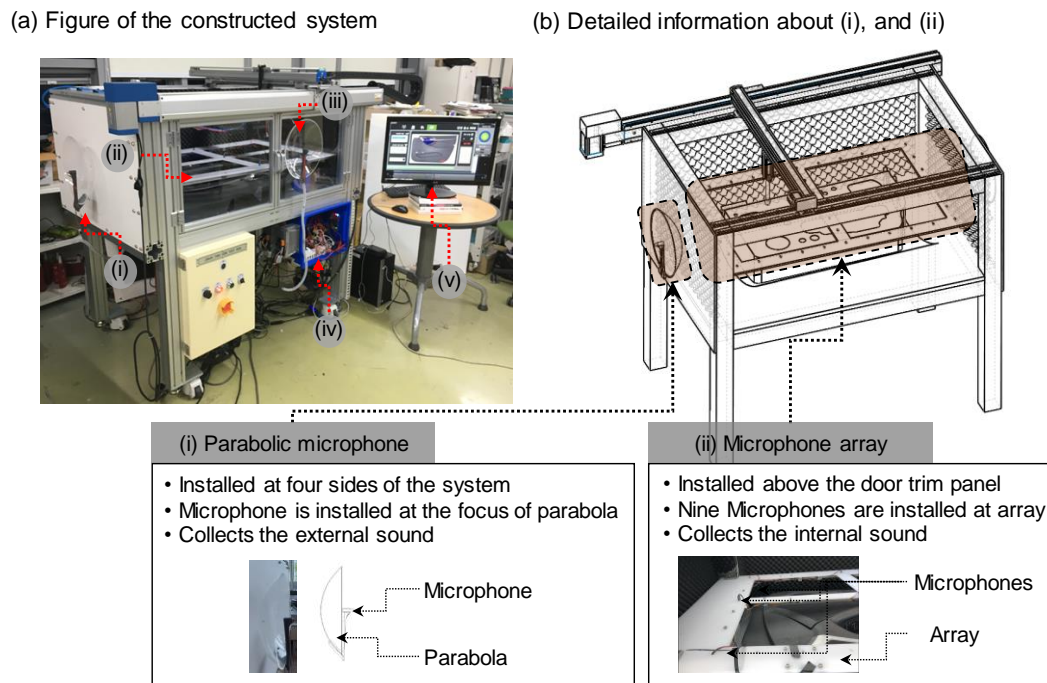 (a) Figure of the constructed system
(b) Detailed information about (i), and (ii)
(iii)
(ii)
(i)
(v)
(iv)
(i) Parabolic microphone
• Installed at four sides of the system
• Microphone is installed at the focus of parabola
• Collects the external sound
Microphone
Parabola
(ii) Microphone array
• Installed above the door trim panel
• Nine Microphones are installed at array
• Collects the internal sound
Microphones
Array